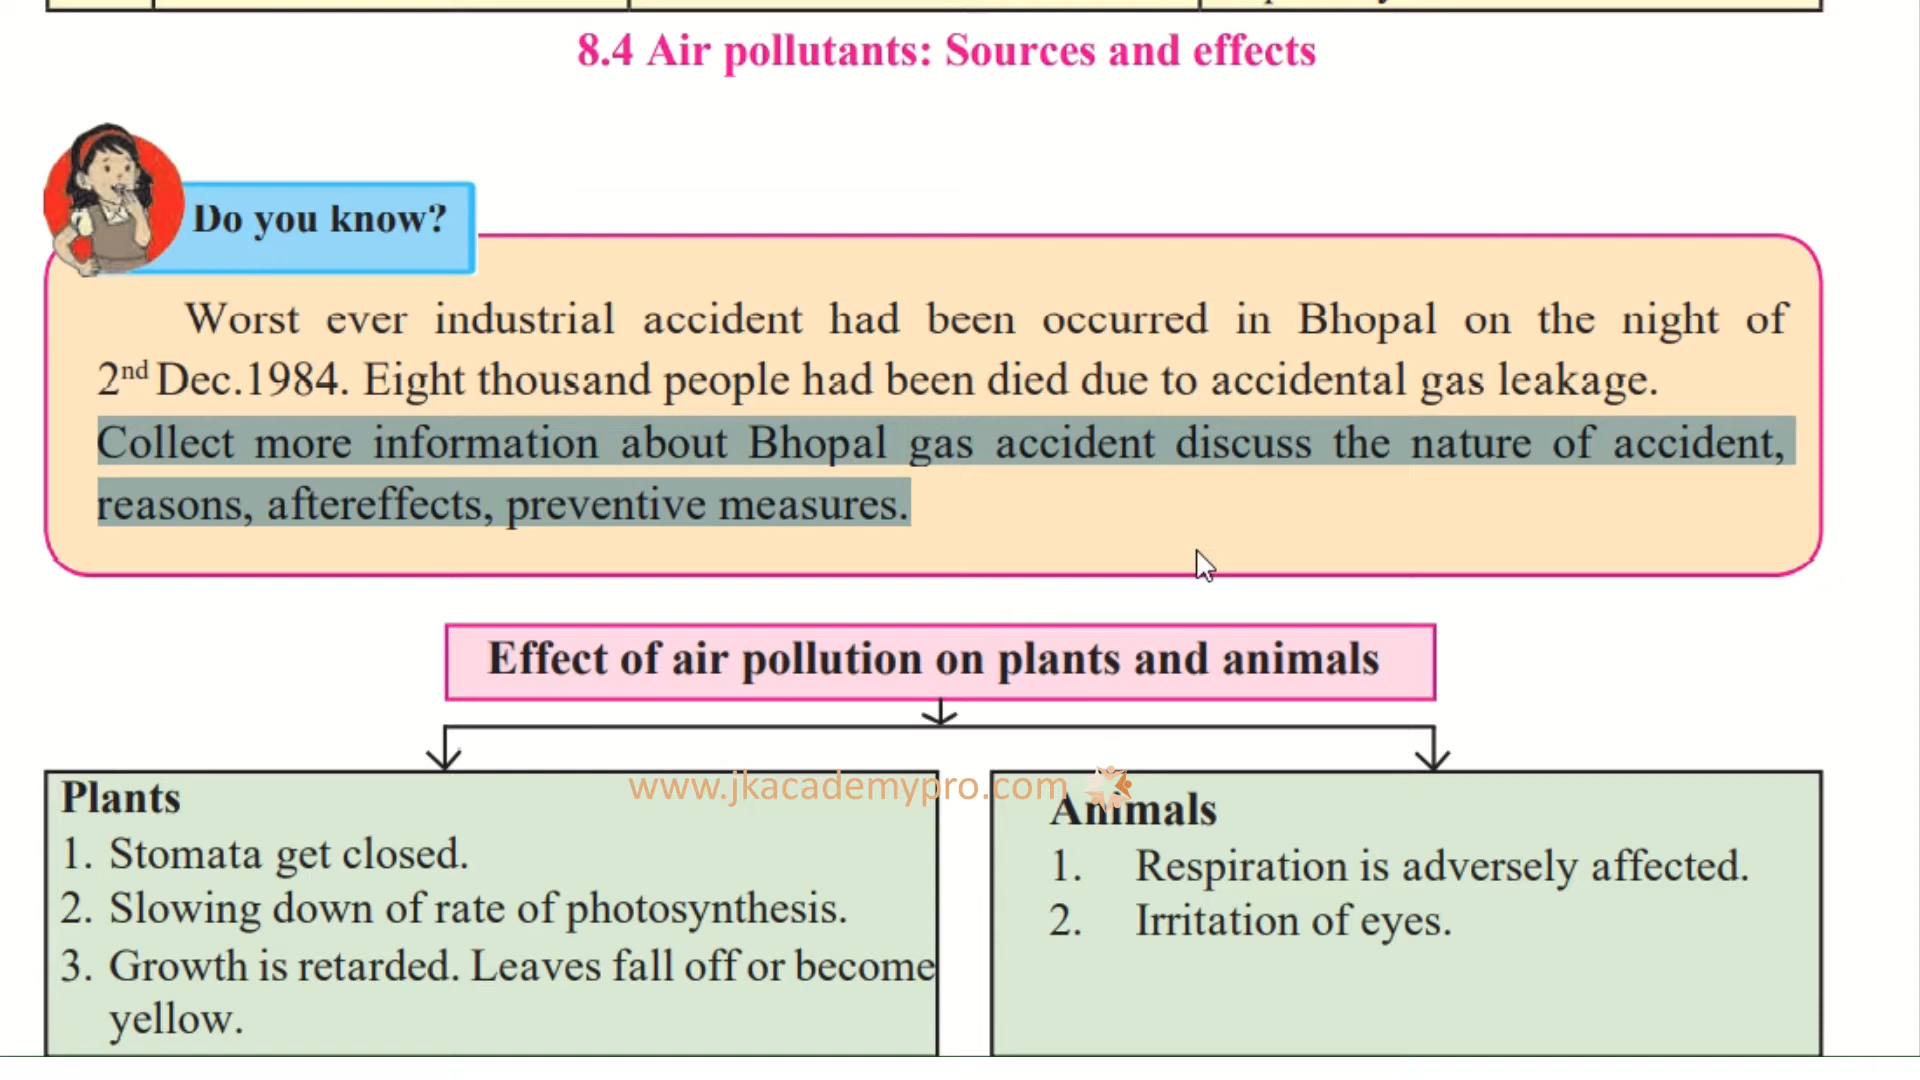 8.4 Air pollutants: Sources and effects
Do you know?
Worst ever industrial accident had been occurred in Bhopal on the night of
2nd Dec.1984. Eight thousand people had been died due to accidental gas leakage.
Collect more information about Bhopal gas accident discuss the nature of accident,
reasons, aftereffects, preventive measures.
Effect of air pollution on plants and animals
www.jkacademypro.com
Plants
1. Stomata get closed.
2. Slowing down of rate of photosynthesis.
3. Growth is retarded. Leaves fall off or become
yellow.
Animals
1. Respiration is adversely affected.
2. Irritation of eyes.